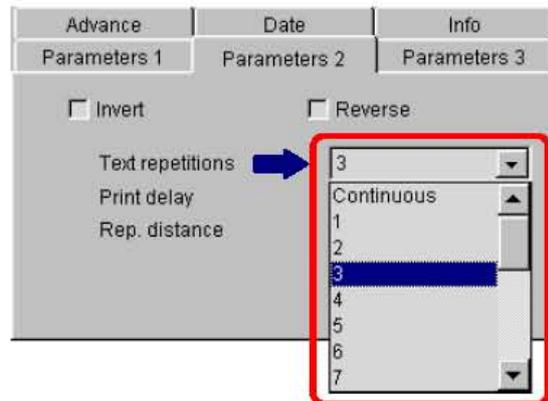 Advance Date Info
Parameters 1 Parameters 2 Parameters 3
Invert Reverse
Text repetitions 3
Print delay Continuous
Rep. distance 1
2
3
4
5
6
7